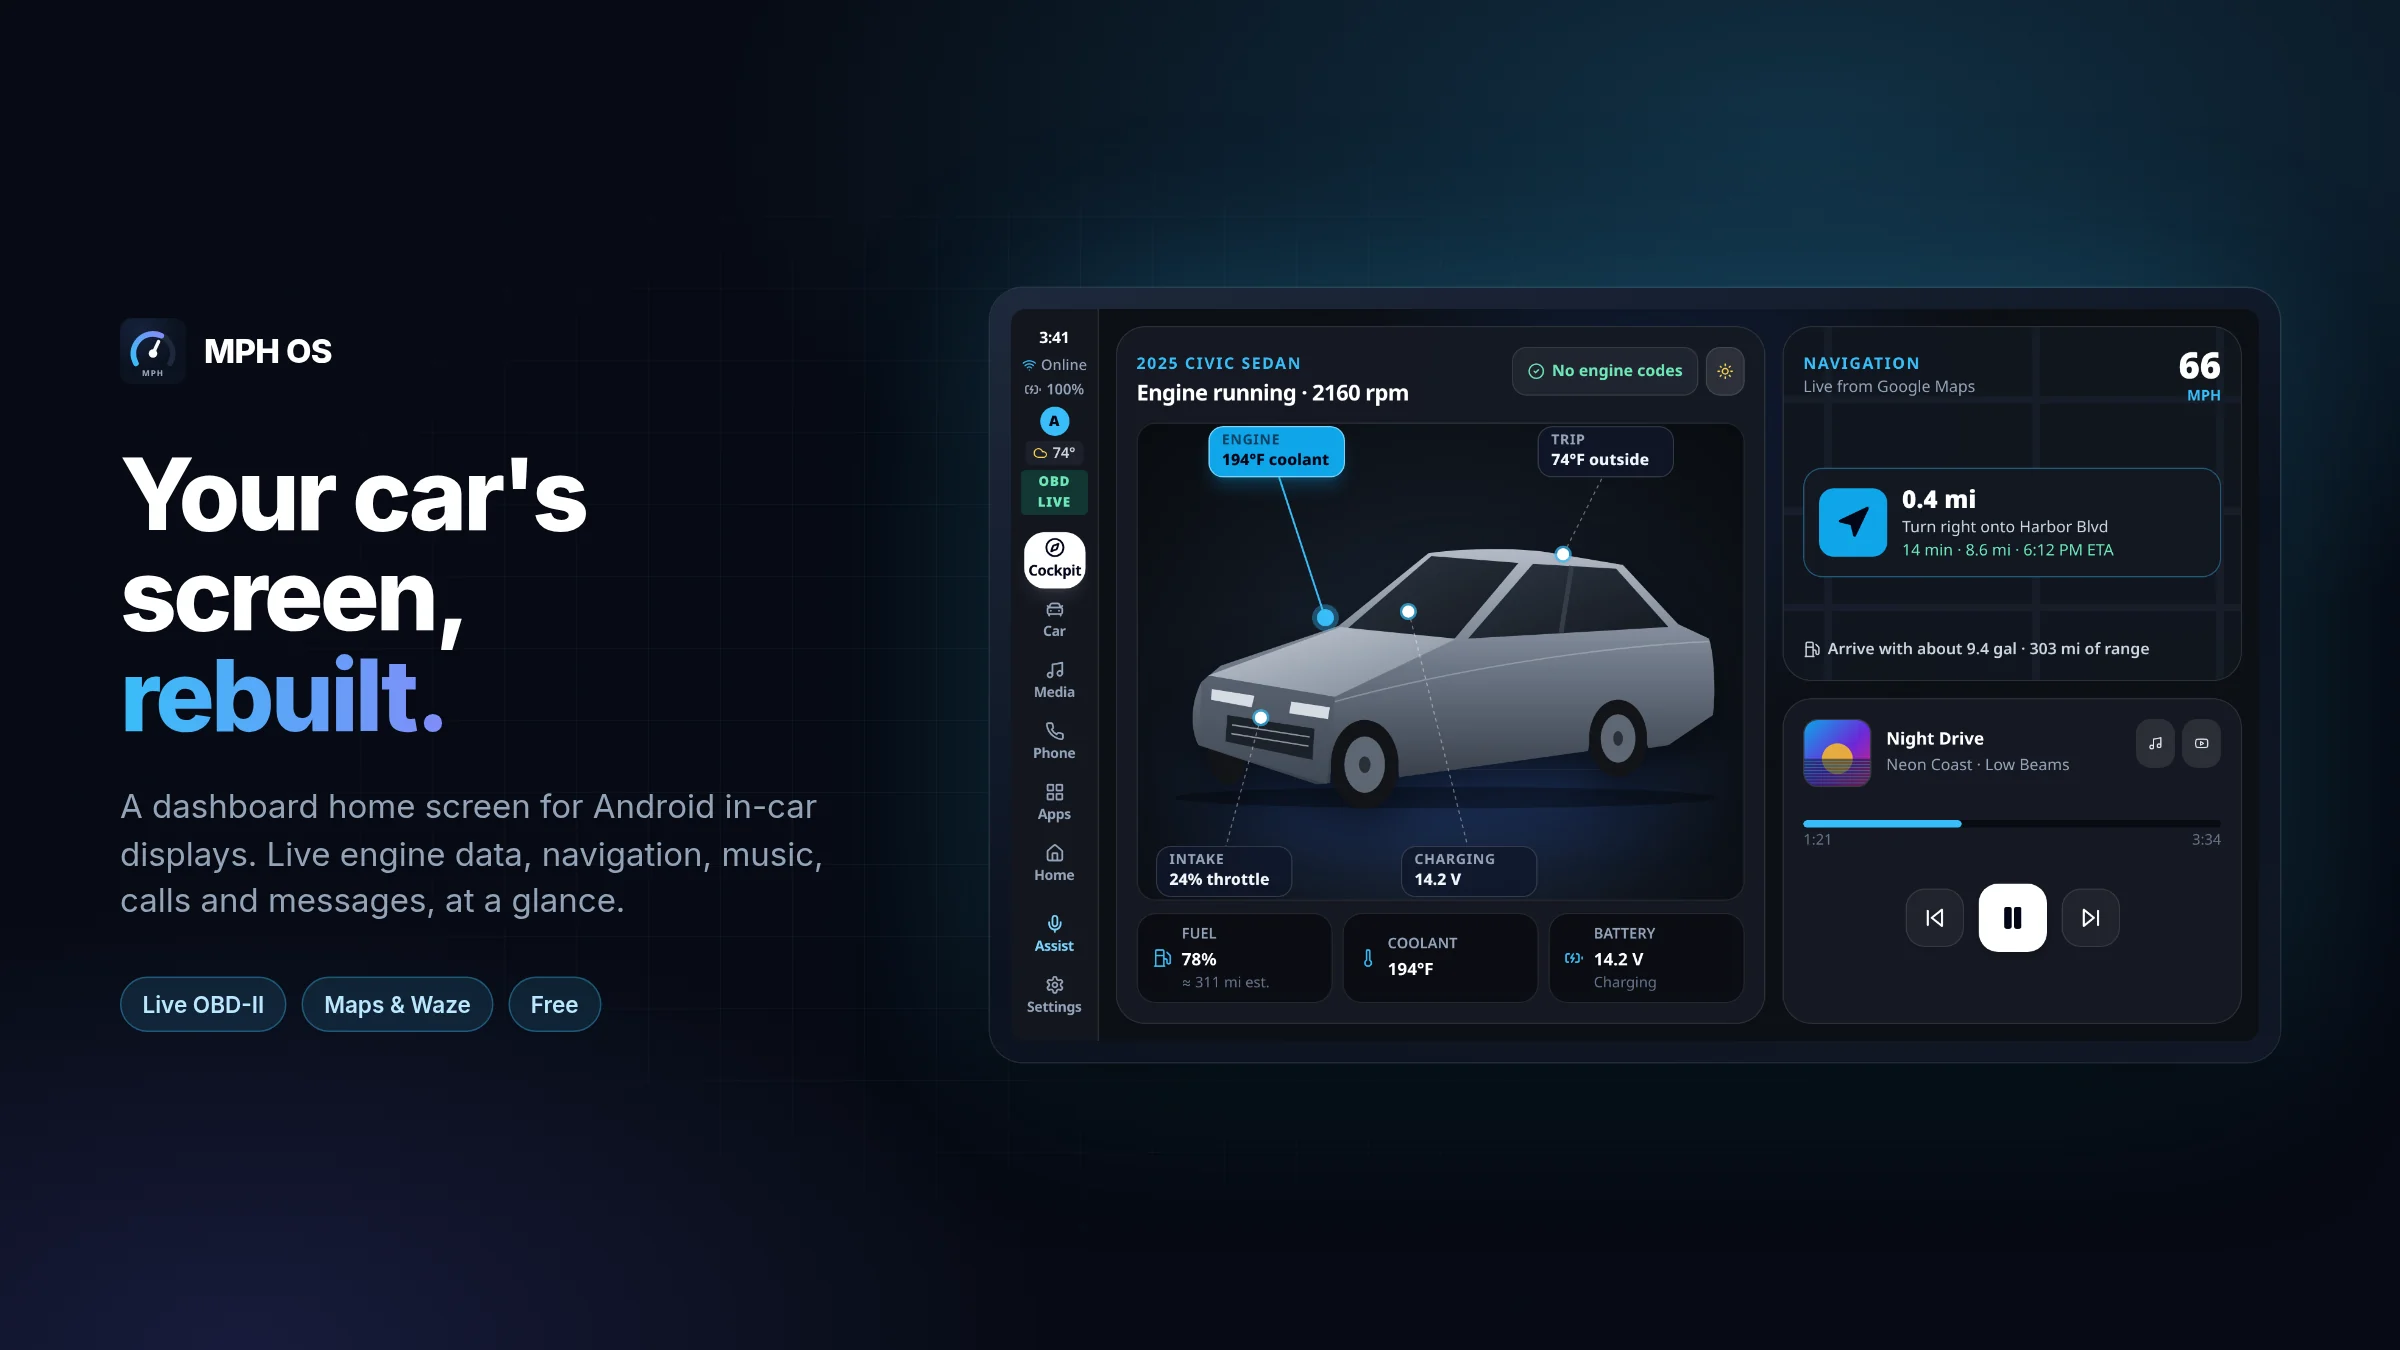 MPH
MPH OS
Your car's
screen,
rebuilt.
A dashboard home screen for Android in-car
displays. Live engine data, navigation, music,
calls and messages, at a glance.
Live OBD-II
Maps & Waze
Free
3:41
Online
100%
A
74°
OBD
LIVE
Cockpit
Car
Media
Phone
Apps
Home
Assist
Settings
2025 CIVIC SEDAN
Engine running · 2160 rpm
No engine codes
ENGINE
194°F coolant
TRIP
74°F outside
INTAKE
24% throttle
CHARGING
14.2 V
FUEL
78%
≈ 311 mi est.
COOLANT
194°F
BATTERY
14.2 V
Charging
NAVIGATION
Live from Google Maps
66
MPH
0.4 mi
Turn right onto Harbor Blvd
14 min · 8.6 mi · 6:12 PM ETA
Arrive with about 9.4 gal · 303 mi of range
Night Drive
Neon Coast · Low Beams
1:21
3:34